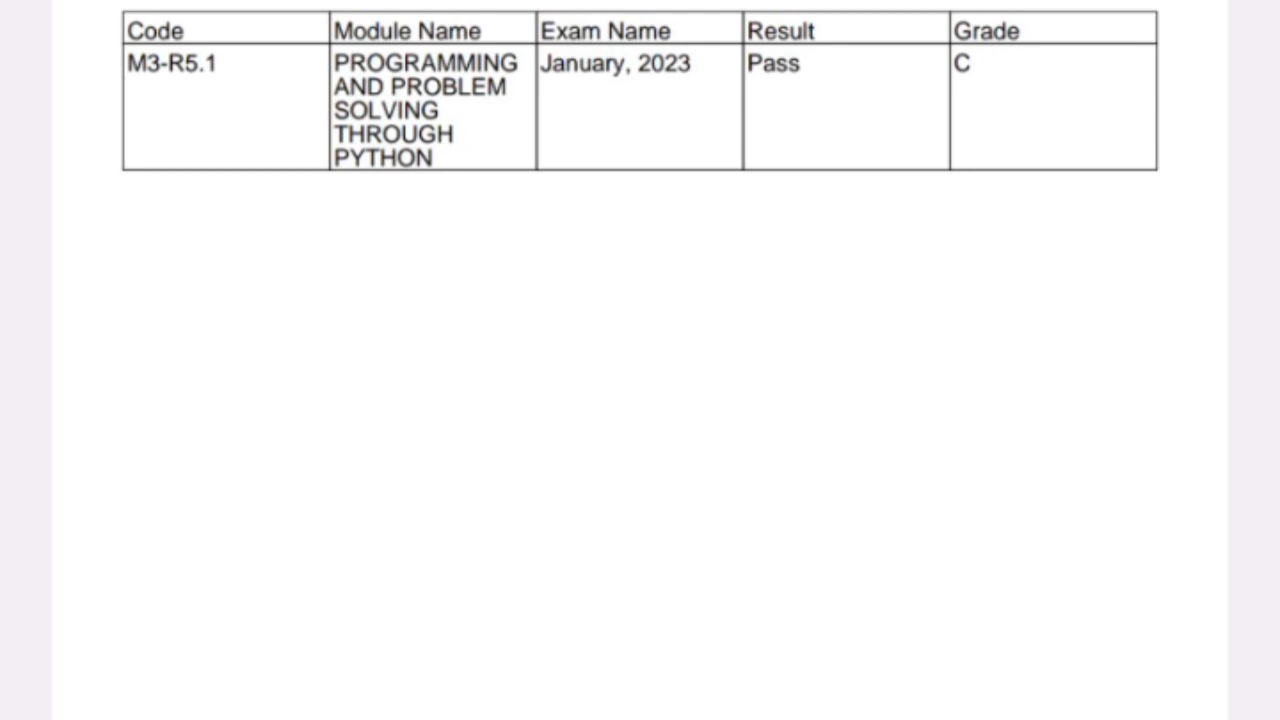 Code Module Name Exam Name Result Grade
M3-R5.1 PROGRAMMING January, 2023 Pass C
AND PROBLEM
SOLVING
THROUGH
PYTHON